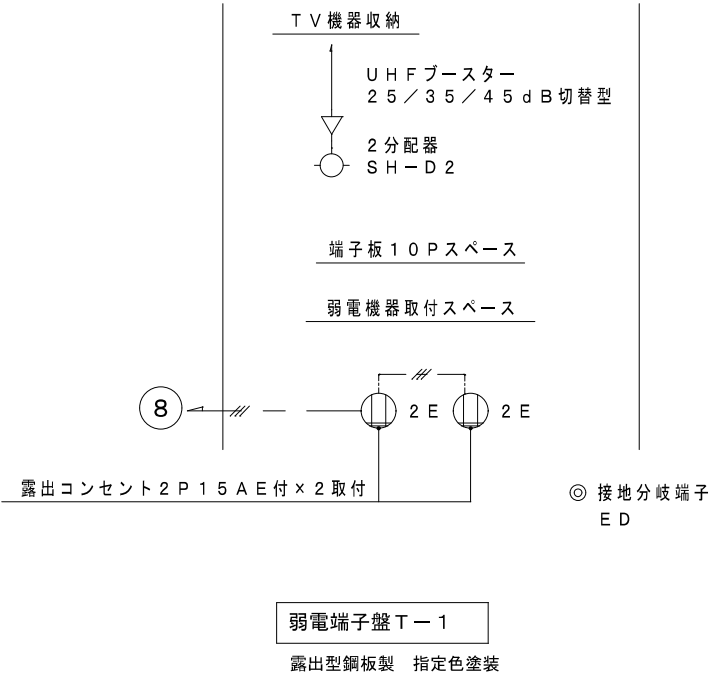 TV機器収納
UHFブースター
25/35/45dB切替型
2分配器
SH-D2
端子板10Pスペース
弱電機器取付スペース
8
2E
2E
露出コンセント2P15AE付×2取付
◎ 接地分岐端子
ED
弱電端子盤T-1
露出型鋼板製 指定色塗装